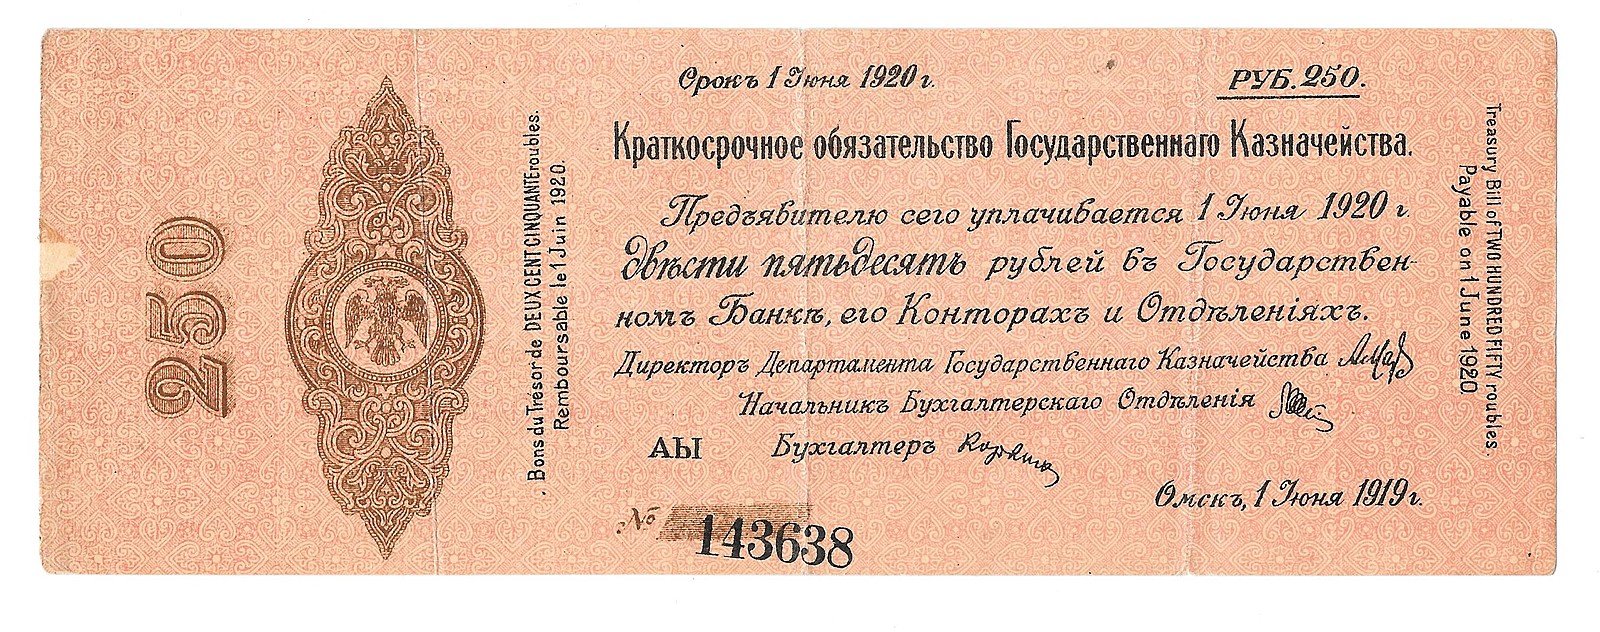 250
Bons du Trésor de DEUX CENT CINQUANTE roubles.
Remboursable le 1 Juin 1920.
Срокъ 1 Іюня 1920 г.
РУБ. 250.
Краткосрочное обязательство Государственнаго Казначейства.
Предъявителю сего уплачивается 1 Іюня 1920 г.
двѣсти пятьдесятъ рублей въ Государствен-
номъ Банкѣ, его Конторахъ и Отдѣленіяхъ.
Директоръ Департамента Государственнаго Казначейства
Начальникъ Бухгалтерскаго Отдѣленія
АЫ Бухгалтеръ
Омскъ, 1 Іюня 1919 г.
№ 143638
Treasury Bill of TWO HUNDRED FIFTY roubles.
Payable on 1 June 1920.